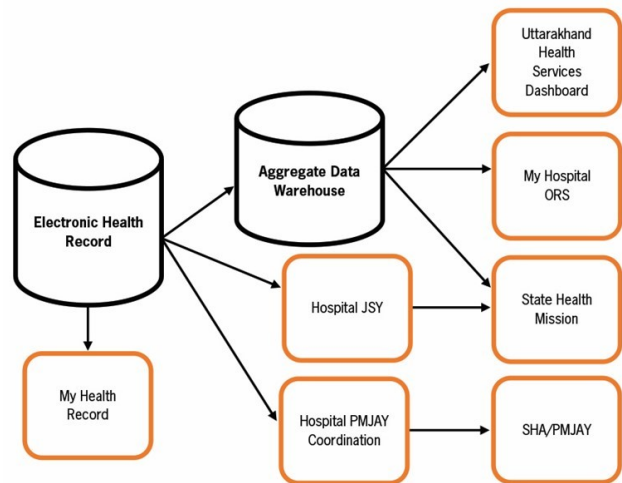 Uttarakhand
Health
Services
Dashboard
Aggregate Data
Warehouse
My Hospital
ORS
Electronic Health
Record
Hospital JSY
State Health
Mission
My Health
Record
Hospital PMJAY
Coordination
SHA/PMJAY